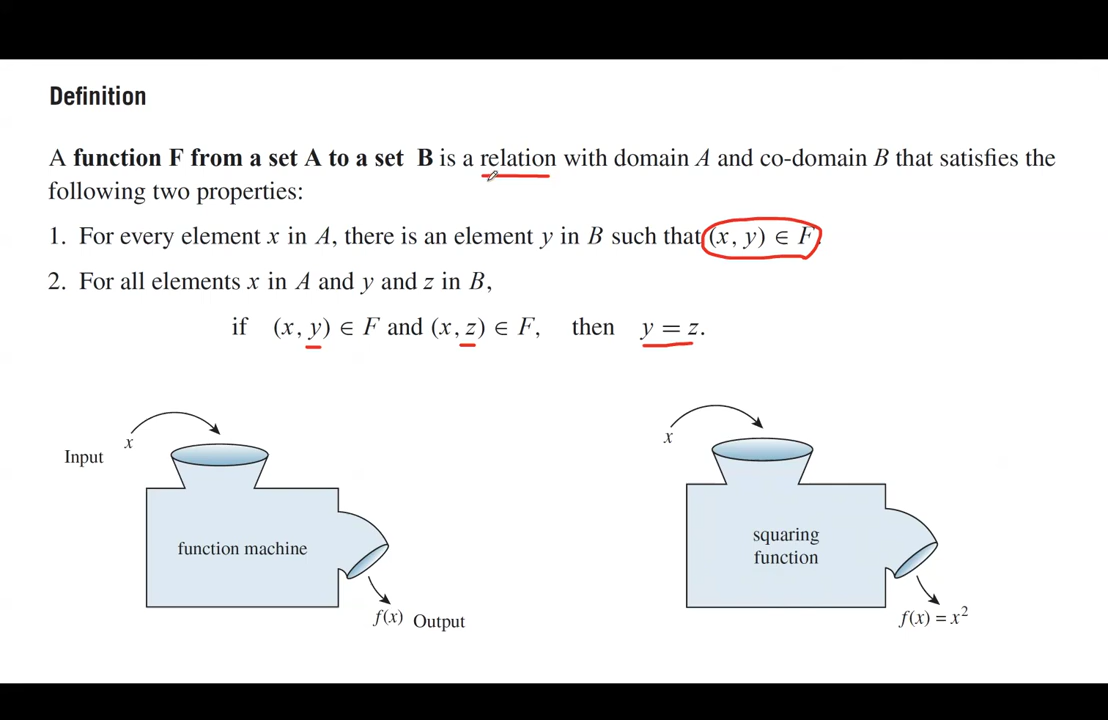 Definition
A function F from a set A to a set B is a relation with domain A and co-domain B that satisfies the
following two properties:
1. For every element x in A, there is an element y in B such that (x, y) ∈ F.
2. For all elements x in A and y and z in B,
if (x, y) ∈ F and (x, z) ∈ F, then y = z.
x
Input
function machine
f(x) Output
x
squaring
function
f(x) = x²